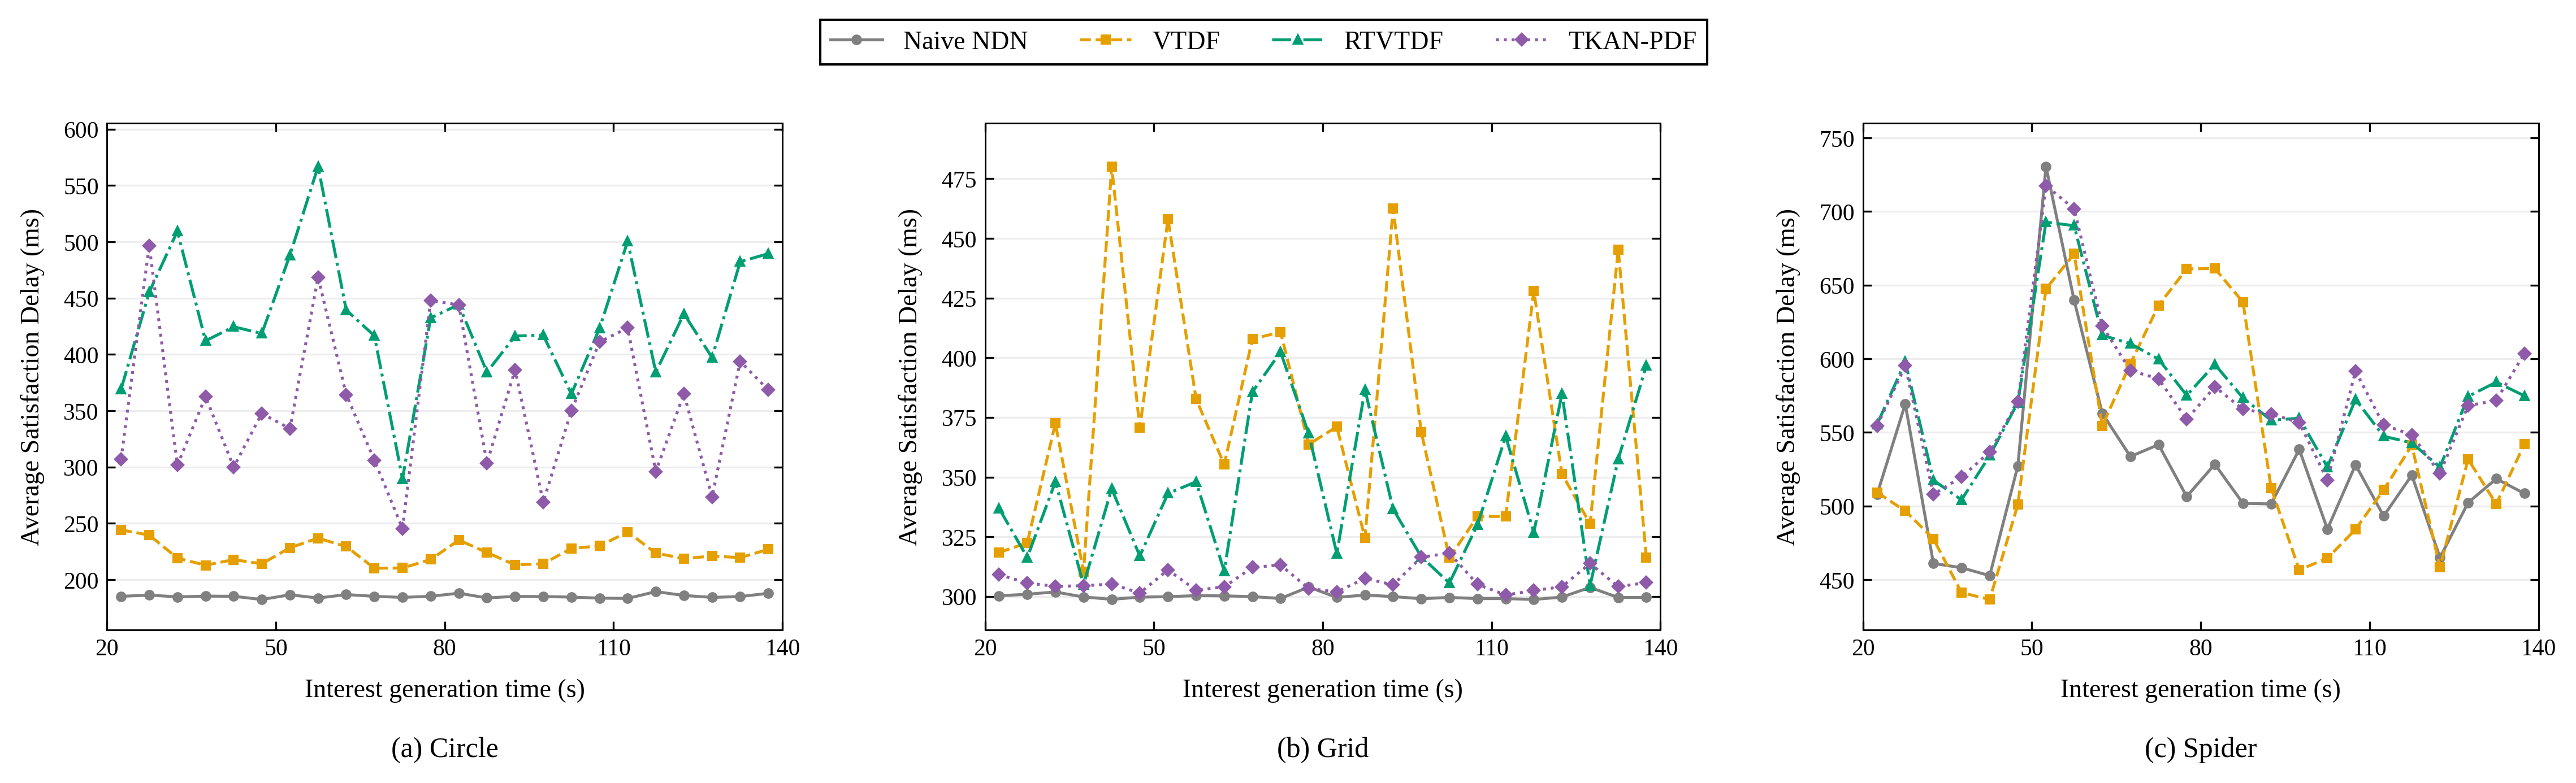 Naive NDN VTDF RTVTDF TKAN-PDF
Average Satisfaction Delay (ms)
600
550
500
450
400
350
300
250
200
20 50 80 110 140
Interest generation time (s)
(a) Circle
Average Satisfaction Delay (ms)
475
450
425
400
375
350
325
300
20 50 80 110 140
Interest generation time (s)
(b) Grid
Average Satisfaction Delay (ms)
750
700
650
600
550
500
450
20 50 80 110 140
Interest generation time (s)
(c) Spider